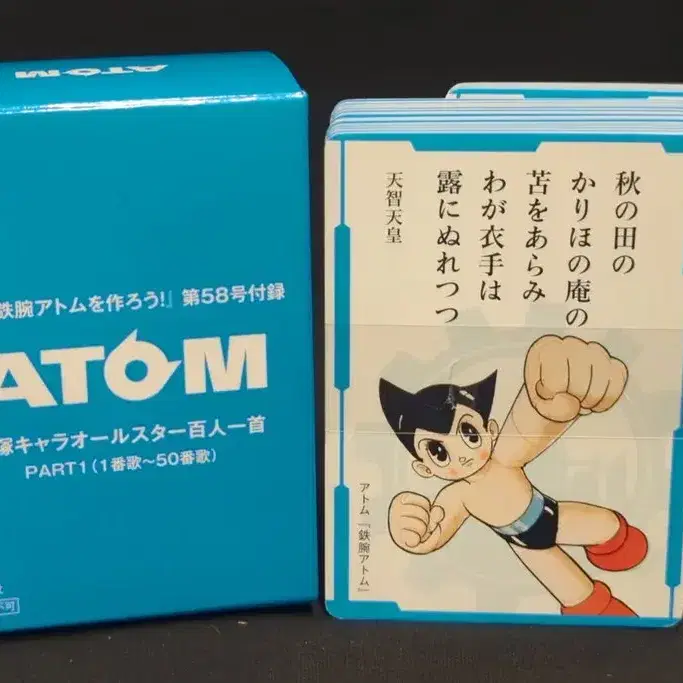 ATOM
鉄腕アトムを作ろう!』第58号付録
ATOM
塚キャラオールスター百人一首
PART1(1番歌~50番歌)
不可
秋の田の
かりほの庵の
苫をあらみ
わが衣手は
露にぬれつつ
天智天皇
アトム『鉄腕アトム』